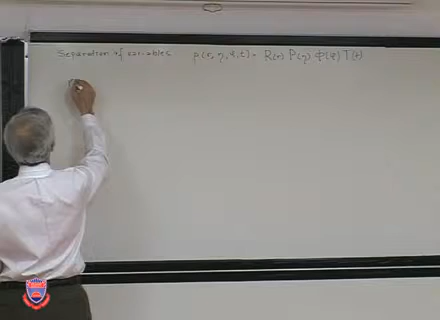 Separation of variables p(r, η, φ, t) = R(r) P(η) Φ(φ) T(t)